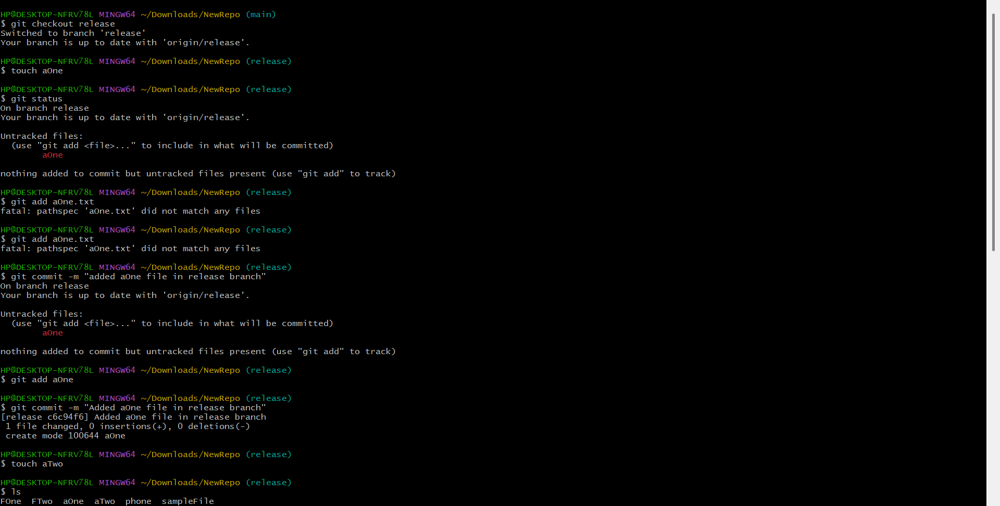 HP@DESKTOP-NFRV78L MINGW64 ~/Downloads/NewRepo (main)
$ git checkout release
Switched to branch 'release'
Your branch is up to date with 'origin/release'.
HP@DESKTOP-NFRV78L MINGW64 ~/Downloads/NewRepo (release)
$ touch aOne
HP@DESKTOP-NFRV78L MINGW64 ~/Downloads/NewRepo (release)
$ git status
On branch release
Your branch is up to date with 'origin/release'.
Untracked files:
  (use "git add <file>..." to include in what will be committed)
        aOne
nothing added to commit but untracked files present (use "git add" to track)
HP@DESKTOP-NFRV78L MINGW64 ~/Downloads/NewRepo (release)
$ git add aOne.txt
fatal: pathspec 'aOne.txt' did not match any files
HP@DESKTOP-NFRV78L MINGW64 ~/Downloads/NewRepo (release)
$ git add aOne.txt
fatal: pathspec 'aOne.txt' did not match any files
HP@DESKTOP-NFRV78L MINGW64 ~/Downloads/NewRepo (release)
$ git commit -m "added aOne file in release branch"
On branch release
Your branch is up to date with 'origin/release'.
Untracked files:
  (use "git add <file>..." to include in what will be committed)
        aOne
nothing added to commit but untracked files present (use "git add" to track)
HP@DESKTOP-NFRV78L MINGW64 ~/Downloads/NewRepo (release)
$ git add aOne
HP@DESKTOP-NFRV78L MINGW64 ~/Downloads/NewRepo (release)
$ git commit -m "Added aOne file in release branch"
[release c6c94f6] Added aOne file in release branch
 1 file changed, 0 insertions(+), 0 deletions(-)
 create mode 100644 aOne
HP@DESKTOP-NFRV78L MINGW64 ~/Downloads/NewRepo (release)
$ touch aTwo
HP@DESKTOP-NFRV78L MINGW64 ~/Downloads/NewRepo (release)
$ ls
FOne  FTwo  aOne  aTwo  phone  sampleFile